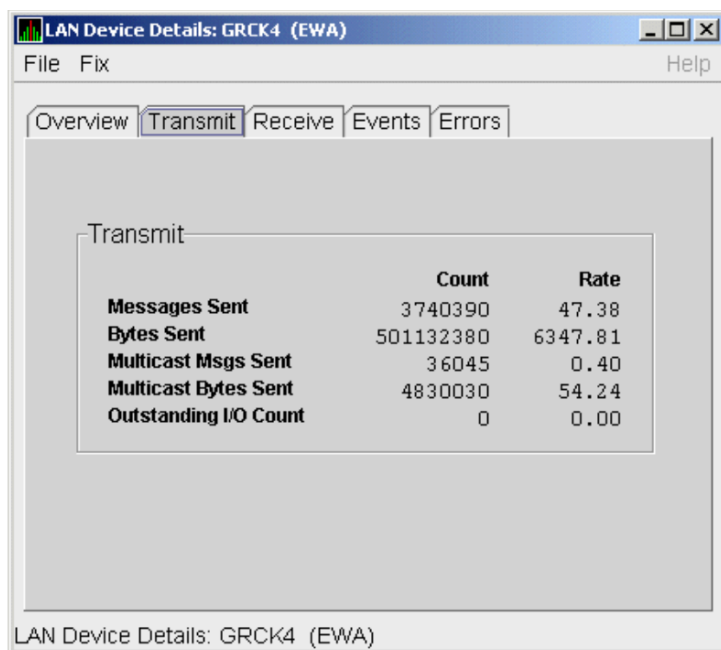 LAN Device Details: GRCK4 (EWA)
File Fix Help
Overview Transmit Receive Events Errors
Transmit
Count Rate
Messages Sent 3740390 47.38
Bytes Sent 501132380 6347.81
Multicast Msgs Sent 36045 0.40
Multicast Bytes Sent 4830030 54.24
Outstanding I/O Count 0 0.00
LAN Device Details: GRCK4 (EWA)